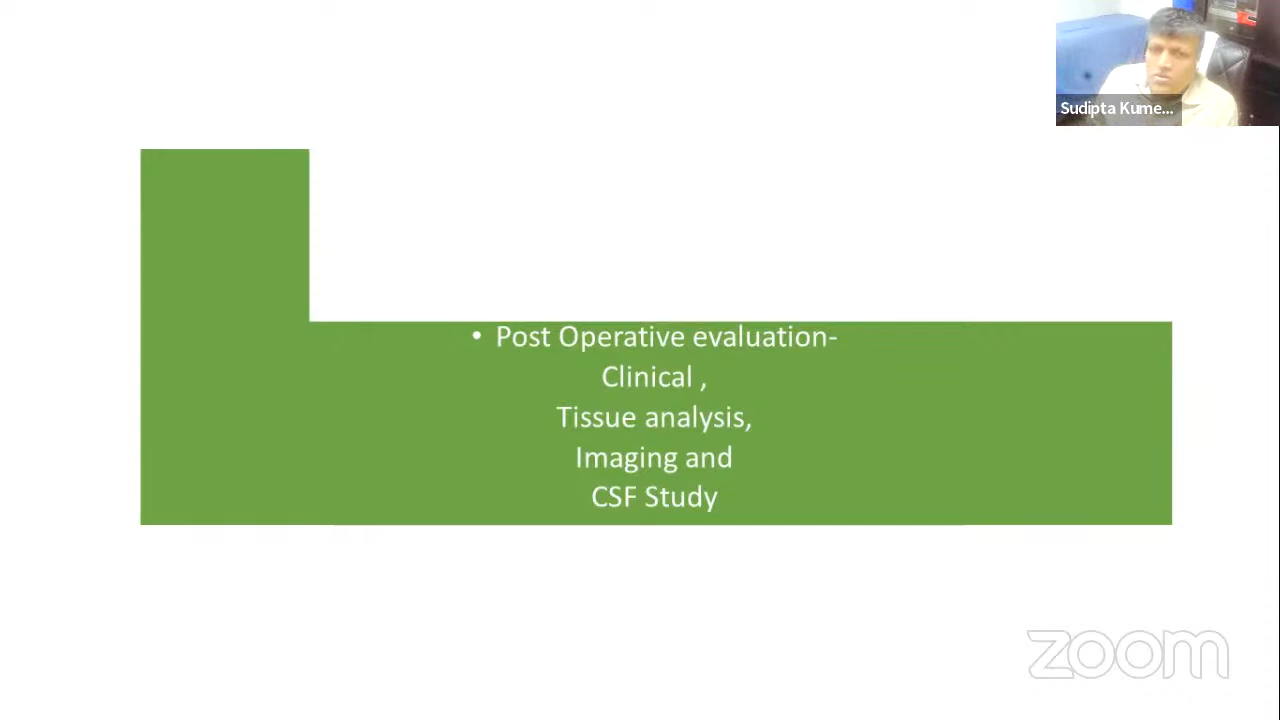 Sudipta Kume...
• Post Operative evaluation-
Clinical ,
Tissue analysis,
Imaging and
CSF Study
zoom